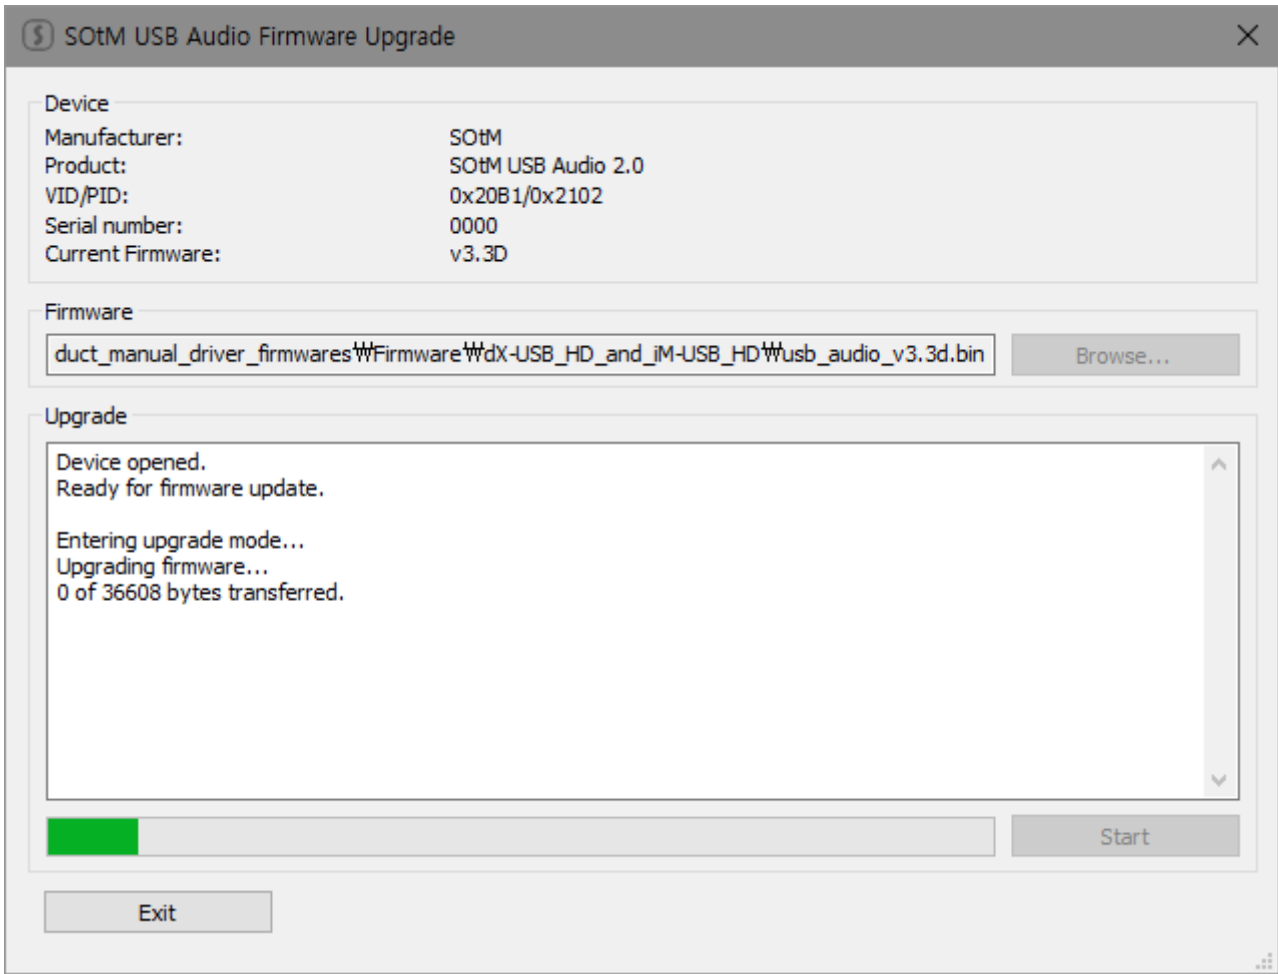 SOtM USB Audio Firmware Upgrade
Device
Manufacturer: SOtM
Product: SOtM USB Audio 2.0
VID/PID: 0x20B1/0x2102
Serial number: 0000
Current Firmware: v3.3D
Firmware
duct_manual_driver_firmwares₩Firmware₩dX-USB_HD_and_iM-USB_HD₩usb_audio_v3.3d.bin Browse...
Upgrade
Device opened.
Ready for firmware update.
Entering upgrade mode...
Upgrading firmware...
0 of 36608 bytes transferred.
Start
Exit